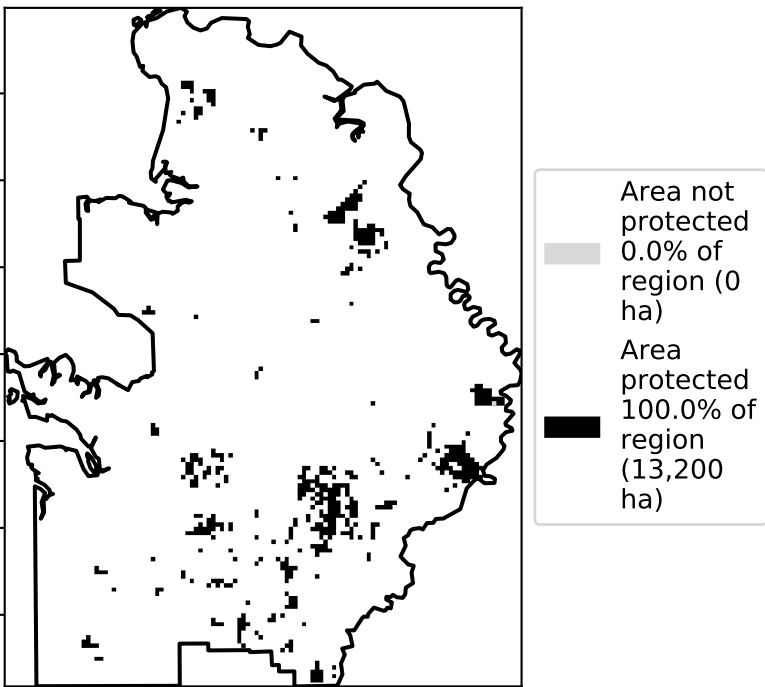 Area not
protected
0.0% of
region (0
ha)
Area
protected
100.0% of
region
(13,200
ha)